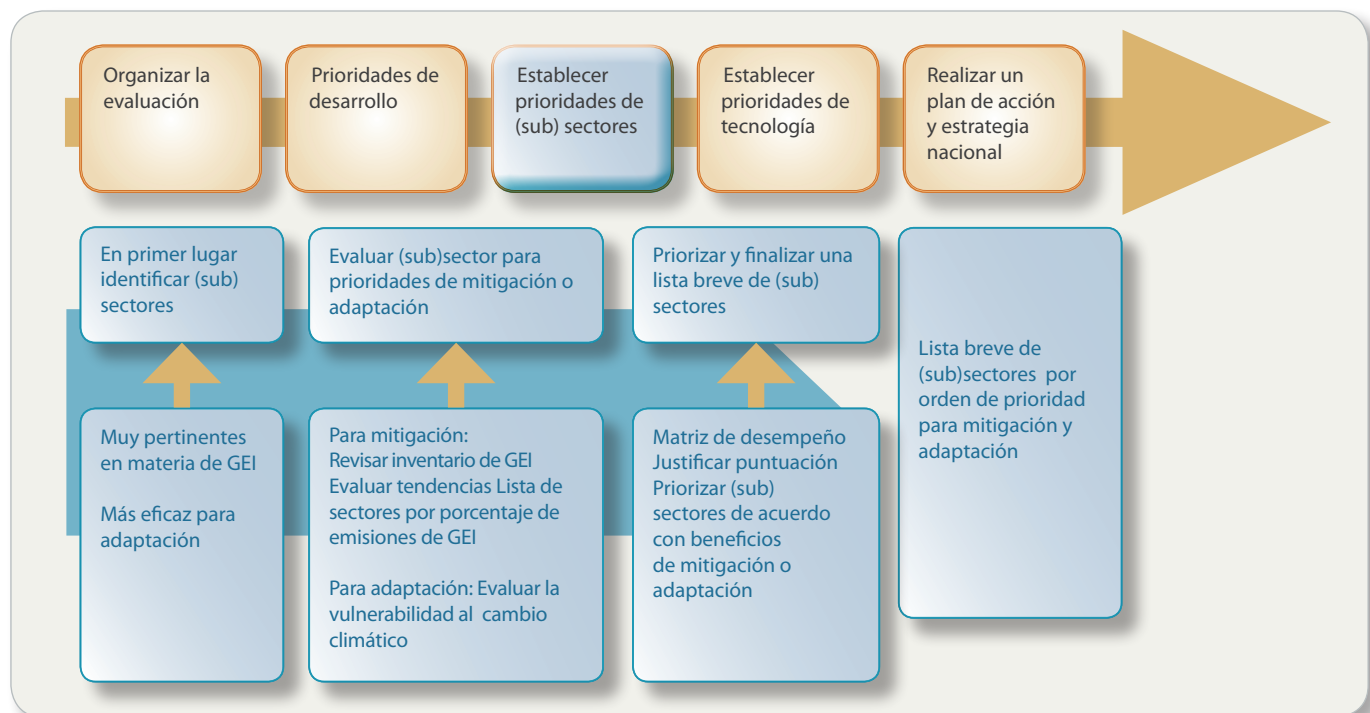 Organizar la
evaluación
Prioridades de
desarrollo
Establecer
prioridades de
(sub) sectores
Establecer
prioridades de
tecnología
Realizar un
plan de acción
y estrategia
nacional
En primer lugar
identificar (sub)
sectores
Evaluar (sub)sector para
prioridades de mitigación o
adaptación
Priorizar y finalizar una
lista breve de (sub)
sectores
Lista breve de
(sub)sectores por
orden de prioridad
para mitigación y
adaptación
Muy pertinentes
en materia de GEI
Más eficaz para
adaptación
Para mitigación:
Revisar inventario de GEI
Evaluar tendencias Lista de
sectores por porcentaje de
emisiones de GEI
Para adaptación: Evaluar la
vulnerabilidad al cambio
climático
Matriz de desempeño
Justificar puntuación
Priorizar (sub)
sectores de acuerdo
con beneficios
de mitigación o
adaptación